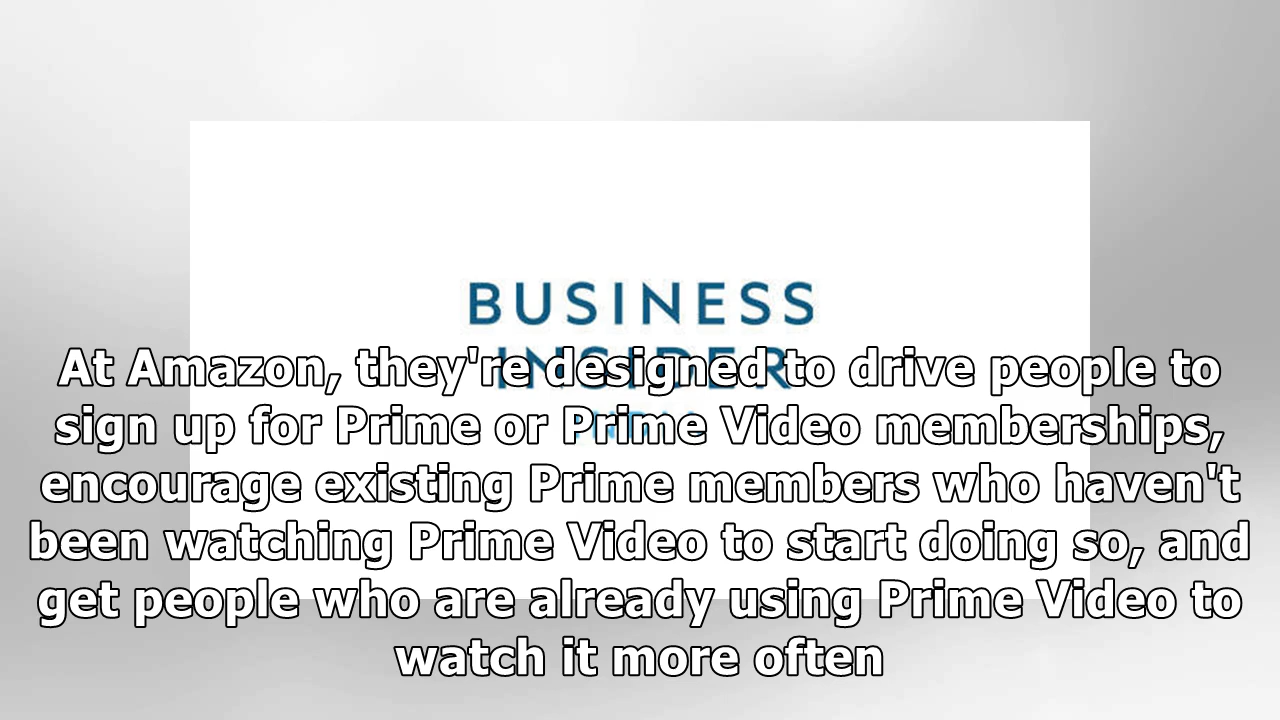 BUSINESS
INSIDER
At Amazon, they're designed to drive people to
sign up for Prime or Prime Video memberships,
encourage existing Prime members who haven't
been watching Prime Video to start doing so, and
get people who are already using Prime Video to
watch it more often